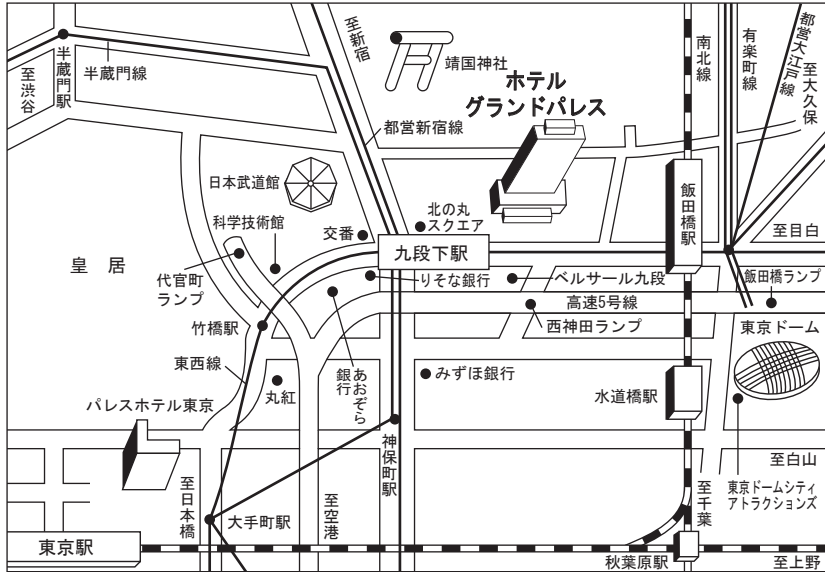 至新宿
靖国神社
ホテル
グランドパレス
南北線
有楽町線
都営大江戸線
至大久保
至渋谷
半蔵門駅
半蔵門線
都営新宿線
日本武道館
科学技術館
交番
北の丸
スクエア
九段下駅
飯田橋駅
至目白
皇居
代官町
ランプ
りそな銀行
ベルサール九段
飯田橋ランプ
高速5号線
西神田ランプ
竹橋駅
東京ドーム
東西線
あおぞら
銀行
丸紅
みずほ銀行
水道橋駅
パレスホテル東京
神保町駅
至白山
至日本橋
大手町駅
至空港
至千葉
東京ドームシティ
アトラクションズ
東京駅
秋葉原駅
至上野